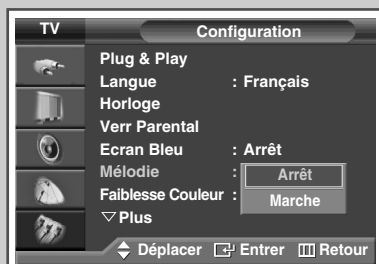 TV Configuration
Plug & Play
Langue : Français
Horloge
Verr Parental
Ecran Bleu : Arrêt
Mélodie : Arrêt
Faiblesse Couleur : Marche
▽Plus
Déplacer Entrer Retour